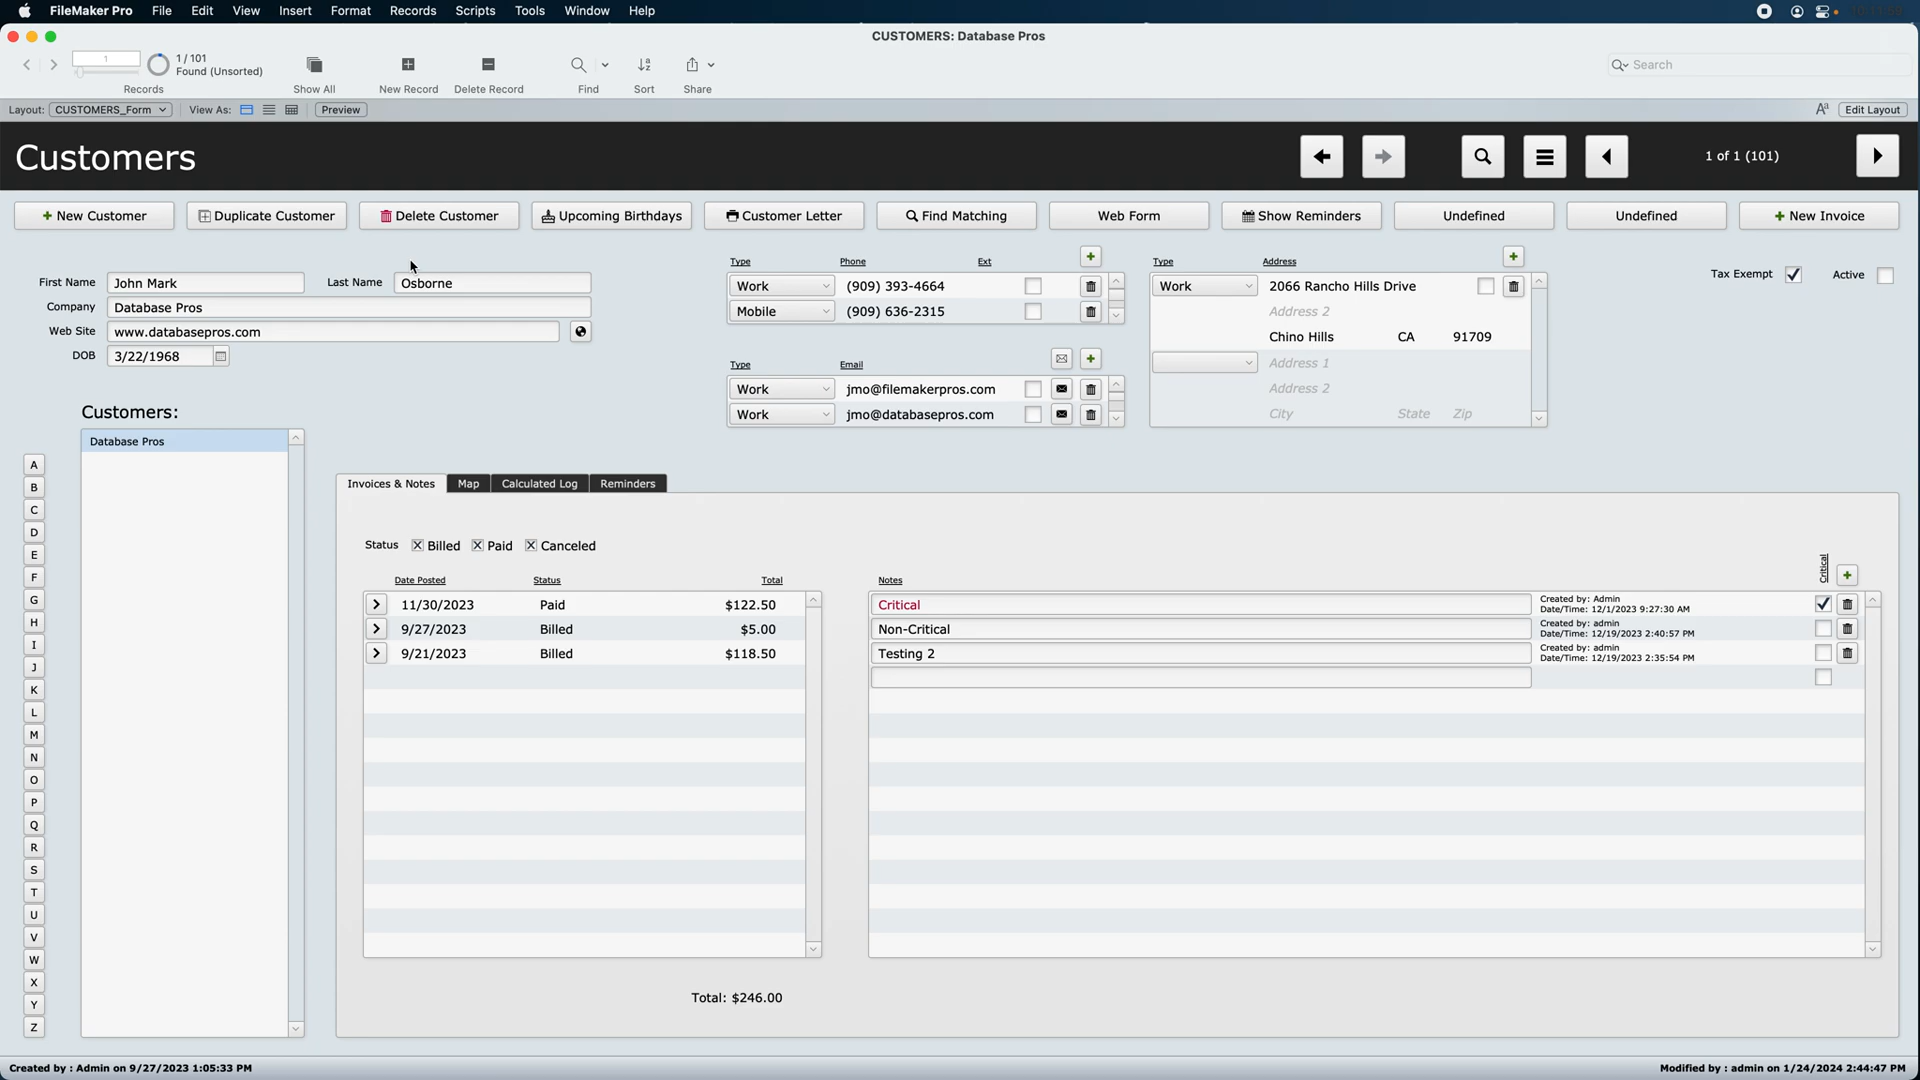 FileMaker Pro File Edit View Insert Format Records Scripts Tools Window Help
CUSTOMERS: Database Pros
1 1 / 101 Found (Unsorted)
Records Show All New Record Delete Record Find Sort Share Search
Layout: CUSTOMERS_Form View As: Preview Aa Edit Layout
Customers 1 of 1 (101)
New Customer Duplicate Customer Delete Customer Upcoming Birthdays Customer Letter Find Matching Web Form Show Reminders Undefined Undefined New Invoice
First Name John Mark Last Name Osborne
Company Database Pros
Web Site www.databasepros.com
DOB 3/22/1968
Type Phone Ext
Work (909) 393-4664
Mobile (909) 636-2315
Type Email
Work jmo@filemakerpros.com
Work jmo@databasepros.com
Type Address
Work 2066 Rancho Hills Drive
Address 2
Chino Hills CA 91709
Address 1
Address 2
City State Zip
Tax Exempt Active
Customers:
Database Pros
A
B
C
D
E
F
G
H
I
J
K
L
M
N
O
P
Q
R
S
T
U
V
W
X
Y
Z
Invoices & Notes Map Calculated Log Reminders
Status Billed Paid Canceled
Date Posted Status Total
11/30/2023 Paid $122.50
9/27/2023 Billed $5.00
9/21/2023 Billed $118.50
Total: $246.00
Notes Critical
Critical Created by: Admin
Date/Time: 12/1/2023 9:27:30 AM
Non-Critical Created by: admin
Date/Time: 12/19/2023 2:40:57 PM
Testing 2 Created by: admin
Date/Time: 12/19/2023 2:35:54 PM
Created by : Admin on 9/27/2023 1:05:33 PM Modified by : admin on 1/24/2024 2:44:47 PM